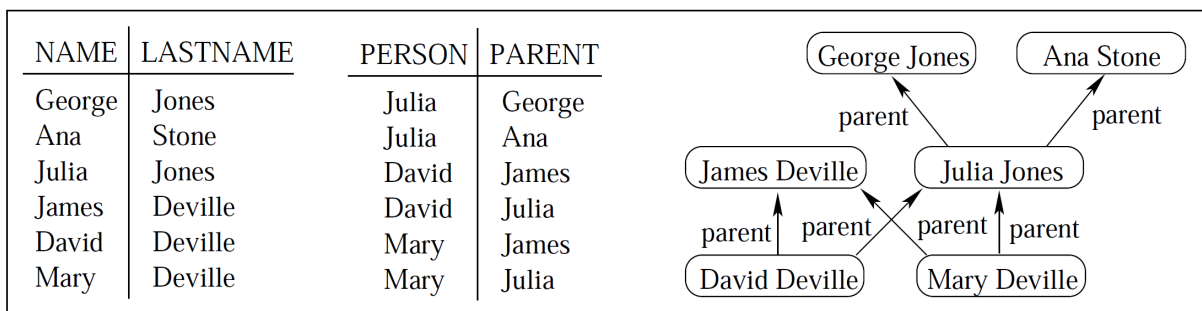 NAME LASTNAME
George Jones
Ana Stone
Julia Jones
James Deville
David Deville
Mary Deville
PERSON PARENT
Julia George
Julia Ana
David James
David Julia
Mary James
Mary Julia
George Jones Ana Stone
parent parent
James Deville Julia Jones
parent parent parent parent
David Deville Mary Deville